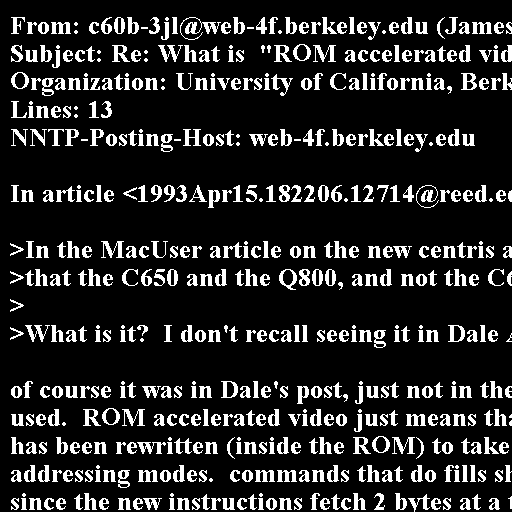 From: c60b-3jl@web-4f.berkeley.edu (James
Subject: Re: What is  "ROM accelerated vid
Organization: University of California, Berk
Lines: 13
NNTP-Posting-Host: web-4f.berkeley.edu
In article <1993Apr15.182206.12714@reed.ed
>In the MacUser article on the new centris a
>that the C650 and the Q800, and not the C6
>
>What is it?  I don't recall seeing it in Dale
of course it was in Dale's post, just not in the
used.  ROM accelerated video just means tha
has been rewritten (inside the ROM) to take
addressing modes.  commands that do fills sh
since the new instructions fetch 2 bytes at a t